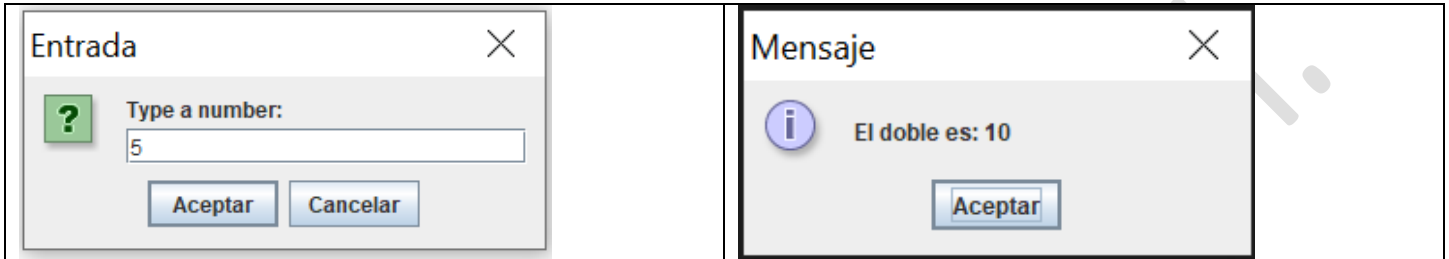 Entrada
Type a number:
5
Aceptar Cancelar
Mensaje
El doble es: 10
Aceptar